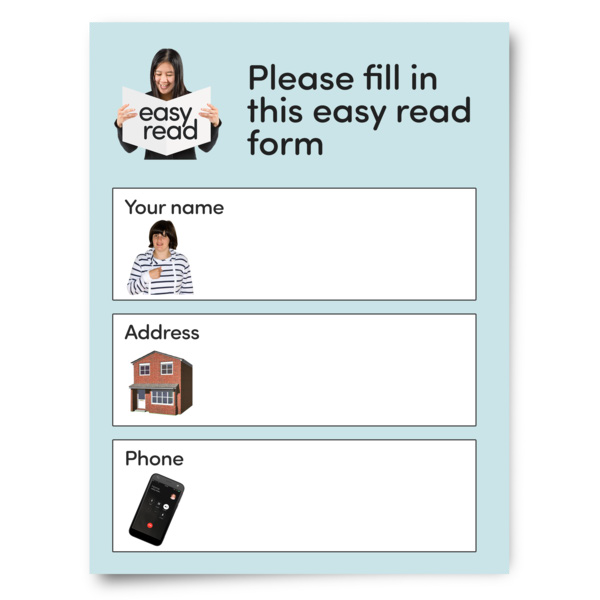 easy
read
Please fill in
this easy read
form
Your name
Address
Phone